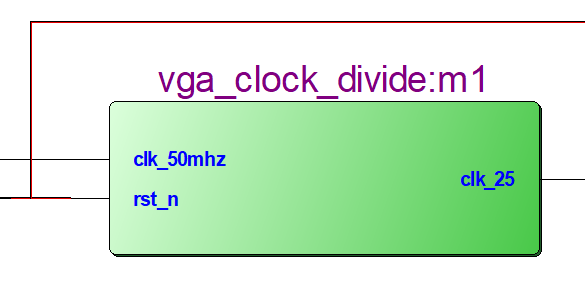 vga_clock_divide:m1
clk_50mhz
clk_25
rst_n